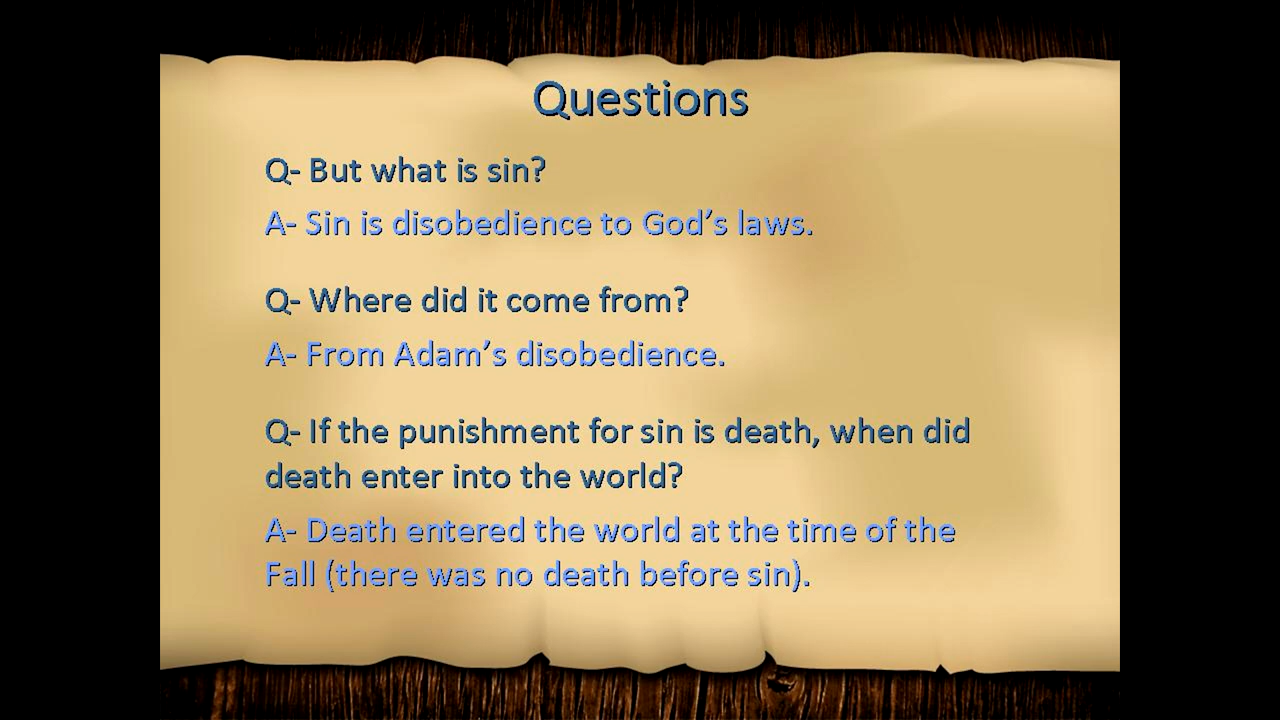 Questions
Q- But what is sin?
A- Sin is disobedience to God’s laws.
Q- Where did it come from?
A- From Adam’s disobedience.
Q- If the punishment for sin is death, when did
death enter into the world?
A- Death entered the world at the time of the
Fall (there was no death before sin).